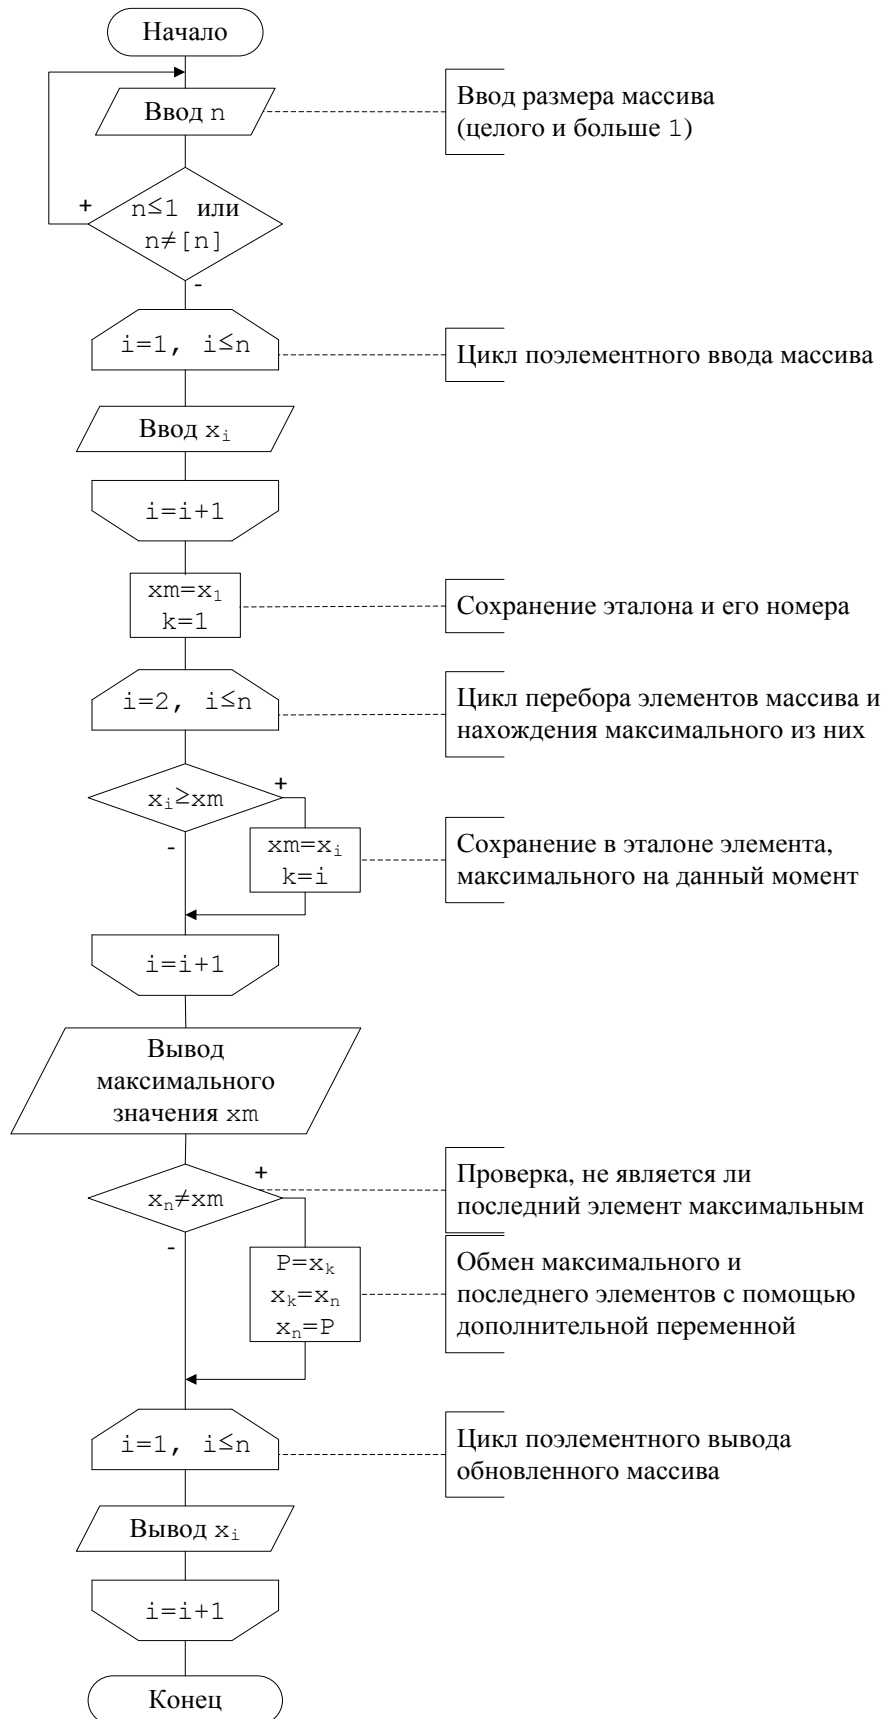 Начало
Ввод n
Ввод размера массива
(целого и больше 1)
+
n≤1 или
n≠[n]
-
i=1, i≤n
Цикл поэлементного ввода массива
Ввод xᵢ
i=i+1
xm=x₁
k=1
Сохранение эталона и его номера
i=2, i≤n
Цикл перебора элементов массива и
нахождения максимального из них
xᵢ≥xm
+
-
xm=xᵢ
k=i
Сохранение в эталоне элемента,
максимального на данный момент
i=i+1
Вывод
максимального
значения xm
xₙ≠xm
+
-
Проверка, не является ли
последний элемент максимальным
P=xₖ
xₖ=xₙ
xₙ=P
Обмен максимального и
последнего элементов с помощью
дополнительной переменной
i=1, i≤n
Цикл поэлементного вывода
обновленного массива
Вывод xᵢ
i=i+1
Конец